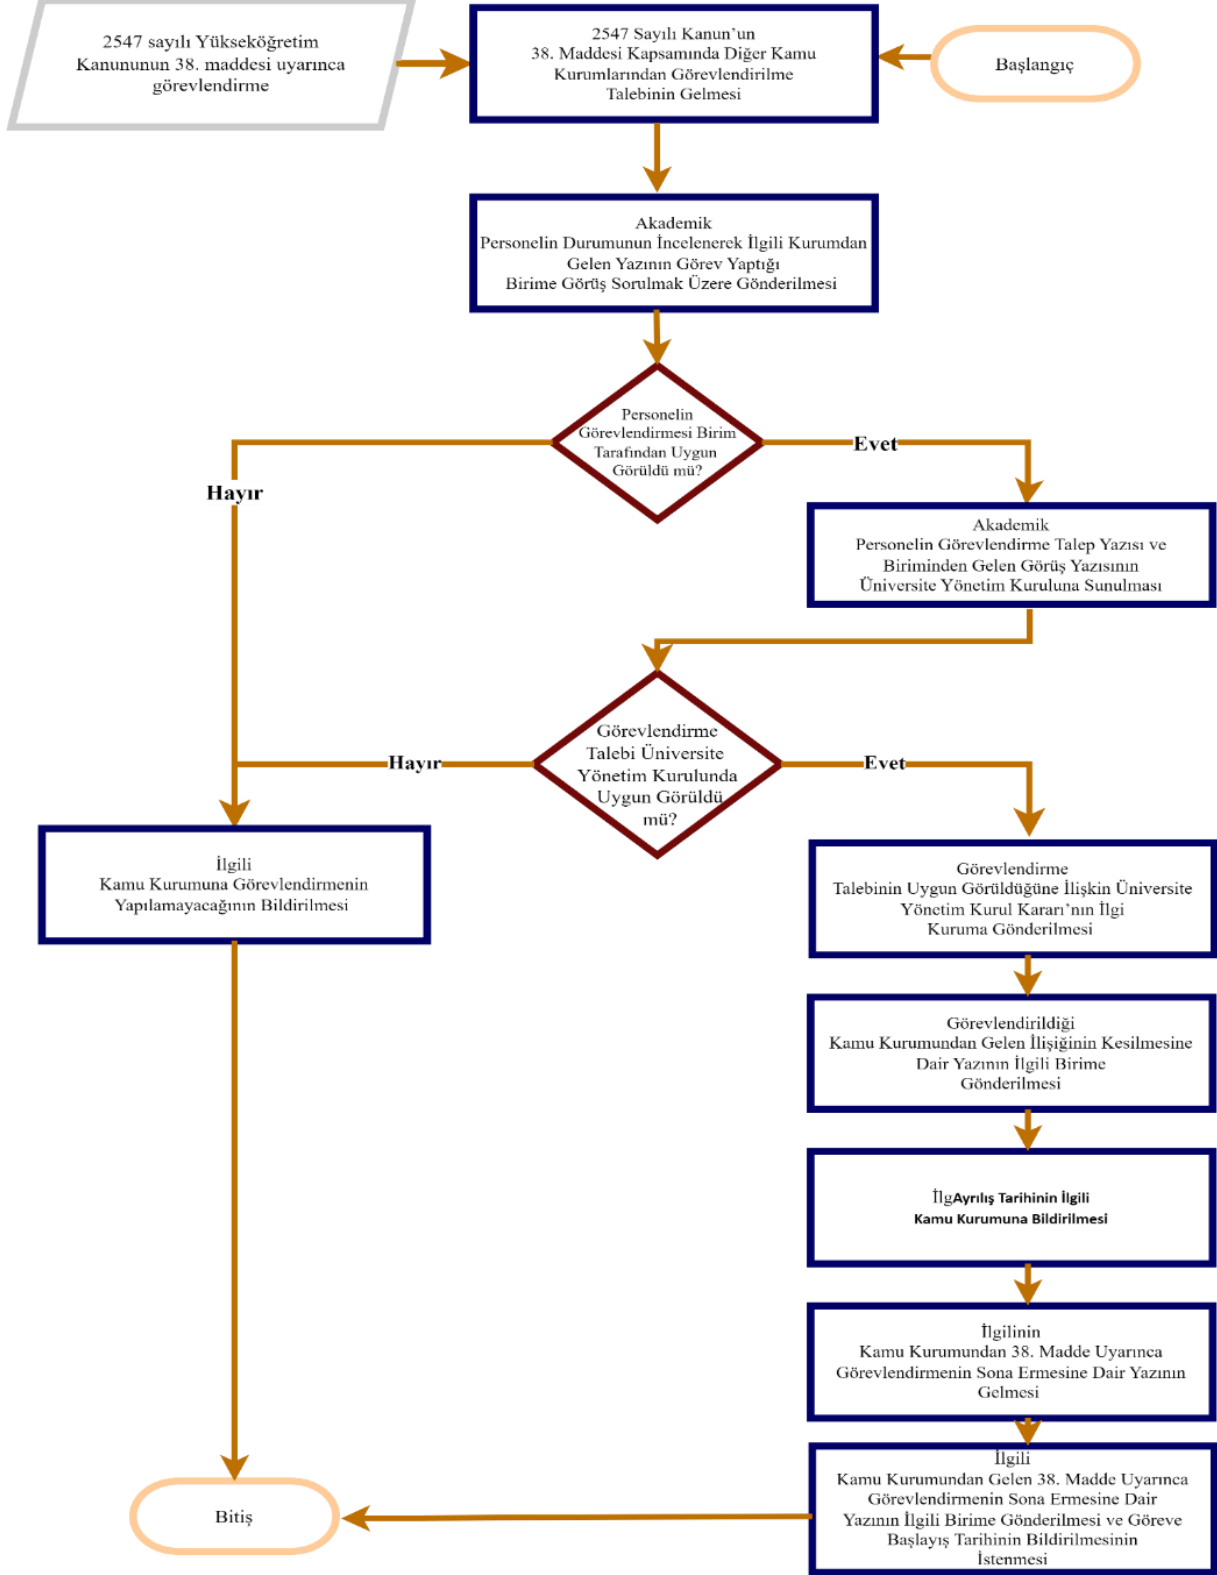 2547 sayılı Yükseköğretim
Kanununun 38. maddesi uyarınca
görevlendirme
2547 Sayılı Kanun’un
38. Maddesi Kapsamında Diğer Kamu
Kurumlarından Görevlendirilme
Talebinin Gelmesi
Başlangıç
Akademik
Personelin Durumunun İncelenerek İlgili Kurumdan
Gelen Yazının Görev Yaptığı
Birime Görüş Sorulmak Üzere Gönderilmesi
Personelin
Görevlendirmesi Birim
Tarafından Uygun
Görüldü mü?
Evet
Hayır
Akademik
Personelin Görevlendirme Talep Yazısı ve
Biriminden Gelen Görüş Yazısının
Üniversite Yönetim Kuruluna Sunulması
Görevlendirme
Talebi Üniversite
Yönetim Kurulunda
Uygun Görüldü
mü?
Hayır
Evet
İlgili
Kamu Kurumuna Görevlendirmenin
Yapılamayacağının Bildirilmesi
Görevlendirme
Talebinin Uygun Görüldüğüne İlişkin Üniversite
Yönetim Kurul Kararı’nın İlgi
Kuruma Gönderilmesi
Görevlendirildiği
Kamu Kurumundan Gelen İlişiğinin Kesilmesine
Dair Yazının İlgili Birime
Gönderilmesi
İlgAyrılış Tarihinin İlgili
Kamu Kurumuna Bildirilmesi
İlgilinin
Kamu Kurumundan 38. Madde Uyarınca
Görevlendirmenin Sona Ermesine Dair Yazının
Gelmesi
İlgili
Kamu Kurumundan Gelen 38. Madde Uyarınca
Görevlendirmenin Sona Ermesine Dair
Yazının İlgili Birime Gönderilmesi ve Göreve
Başlayış Tarihinin Bildirilmesinin
İstenmesi
Bitiş